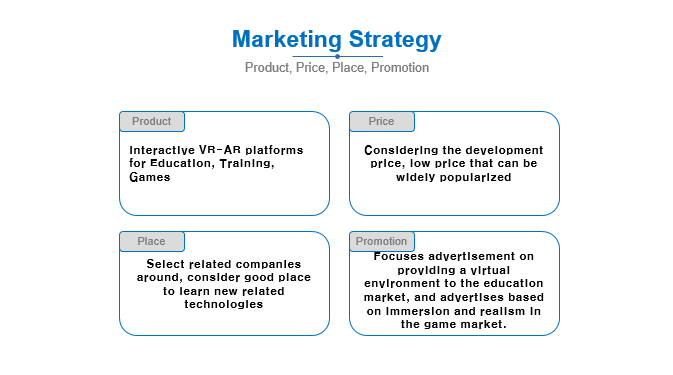 Marketing Strategy
Product, Price, Place, Promotion
Product
Interactive VR-AR platforms
for Education, Training,
Games
Price
Considering the development
price, low price that can be
widely popularized
Place
Select related companies
around, consider good place
to learn new related
technologies
Promotion
Focuses advertisement on
providing a virtual
environment to the education
market, and advertises based
on immersion and realism in
the game market.